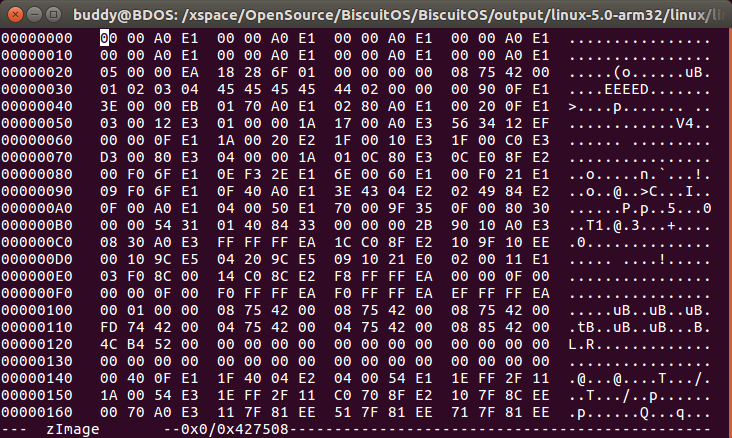 buddy@BDOS: /xspace/OpenSource/BiscuitOS/BiscuitOS/output/linux-5.0-arm32/linux/li
00000000 00 00 A0 E1 00 00 A0 E1 00 00 A0 E1 00 00 A0 E1 ................
00000010 00 00 A0 E1 00 00 A0 E1 00 00 A0 E1 00 00 A0 E1 ................
00000020 05 00 00 EA 18 28 6F 01 00 00 00 00 08 75 42 00 .....(o......uB.
00000030 01 02 03 04 45 45 45 45 44 02 00 00 00 90 0F E1 ....EEEED.......
00000040 3E 00 00 EB 01 70 A0 E1 02 80 A0 E1 00 20 0F E1 >....p....... ..
00000050 03 00 12 E3 01 00 00 1A 17 00 A0 E3 56 34 12 EF ............V4..
00000060 00 00 0F E1 1A 00 20 E2 1F 00 10 E3 1F 00 C0 E3 ...... .........
00000070 D3 00 80 E3 04 00 00 1A 01 0C 80 E3 0C E0 8F E2 ................
00000080 00 F0 6F E1 0E F3 2E E1 6E 00 60 E1 00 F0 21 E1 ..o.....n.`...!.
00000090 09 F0 6F E1 0F 40 A0 E1 3E 43 04 E2 02 49 84 E2 ..o..@..>C...I..
000000A0 0F 00 A0 E1 04 00 50 E1 70 00 9F 35 0F 00 80 30 ......P.p..5...0
000000B0 00 00 54 31 01 40 84 33 00 00 00 2B 90 10 A0 E3 ..T1.@.3...+....
000000C0 08 30 A0 E3 FF FF FF EA 1C C0 8F E2 10 9F 10 EE .0..............
000000D0 00 10 9C E5 04 20 9C E5 09 10 21 E0 02 00 11 E1 ..... ....!.....
000000E0 03 F0 8C 00 14 C0 8C E2 F8 FF FF EA 00 00 0F 00 ................
000000F0 00 00 0F 00 F0 FF FF EA F0 FF FF EA EF FF FF EA ................
00000100 00 01 00 00 08 75 42 00 08 75 42 00 08 75 42 00 .....uB..uB..uB.
00000110 FD 74 42 00 04 75 42 00 04 75 42 00 08 85 42 00 .tB..uB..uB...B.
00000120 4C B4 52 00 00 00 00 00 00 00 00 00 00 00 00 00 L.R.............
00000130 00 00 00 00 00 00 00 00 00 00 00 00 00 00 00 00 ................
00000140 00 40 0F E1 1F 40 04 E2 04 00 54 E1 1E FF 2F 11 .@...@....T.../.
00000150 1A 00 54 E3 1E FF 2F 11 C0 70 8F E2 10 7F 8C EE ..T.../..p......
00000160 00 70 A0 E3 11 7F 81 EE 51 7F 81 EE 71 7F 81 EE .p......Q...q...
--- zImage --0x0/0x427508--------------------------------------------------